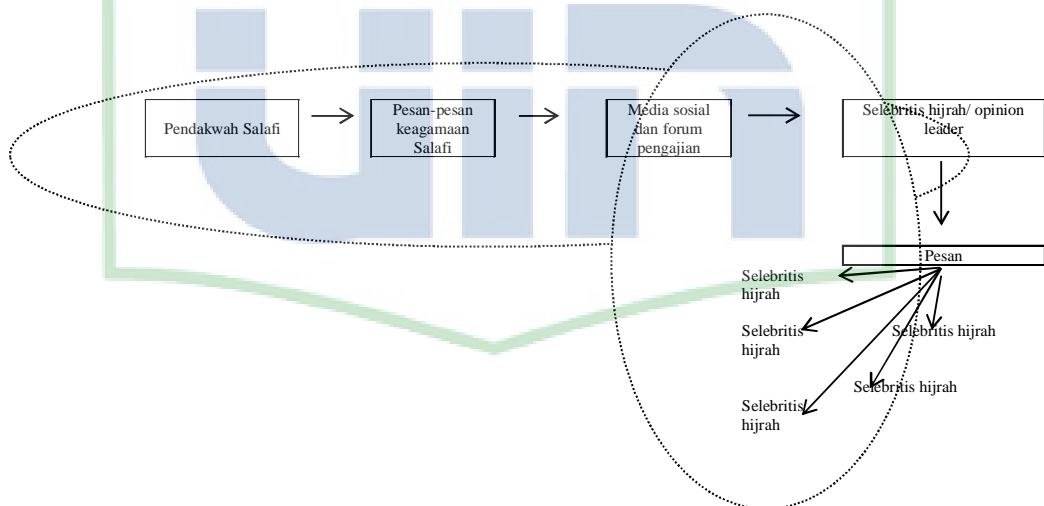 uin
Pendakwah Salafi
Pesan-pesan
keagamaan
Salafi
Media sosial
dan forum
pengajian
Selebritis hijrah/ opinion
leader
Pesan
Selebritis
hijrah
Selebritis
hijrah
Selebritis hijrah
Selebritis hijrah
Selebritis
hijrah